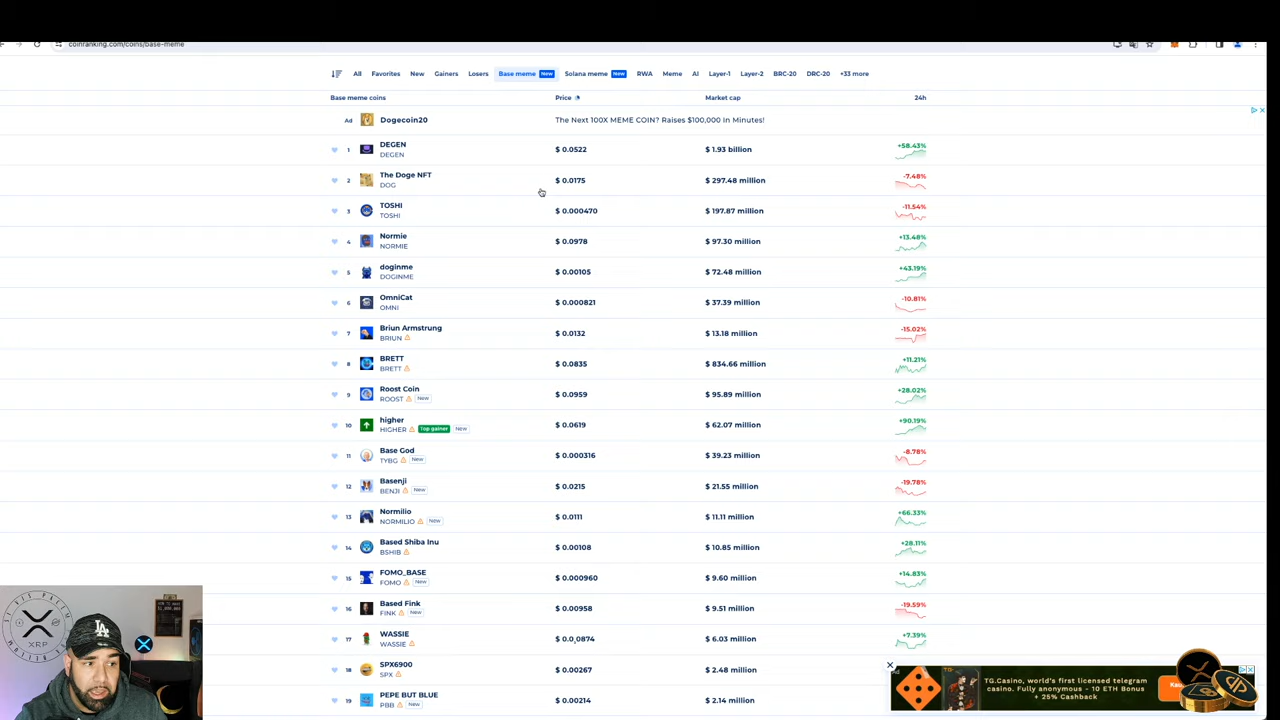 coinranking.com/coins/base-meme
All Favorites New Gainers Losers Base meme New Solana meme New RWA Meme AI Layer-1 Layer-2 BRC-20 DRC-20 +33 more
Base meme coins Price Market cap 24h
Ad Dogecoin20 The Next 100X MEME COIN? Raises $100,000 in Minutes!
1 DEGEN $ 0.0522 $ 1.93 billion +58.43%
DEGEN
2 The Doge NFT $ 0.0175 $ 297.48 million -7.48%
DOG
3 TOSHI $ 0.000470 $ 197.87 million -11.54%
TOSHI
4 Normie $ 0.0978 $ 97.30 million +13.48%
NORMIE
5 doginme $ 0.00105 $ 72.48 million +43.19%
DOGINME
6 OmniCat $ 0.000821 $ 37.39 million -10.81%
OMNI
7 Briun Armstrung $ 0.0132 $ 13.18 million -15.02%
BRIUN
8 BRETT $ 0.0835 $ 834.66 million +11.21%
BRETT
9 Roost Coin $ 0.0959 $ 95.89 million +28.02%
ROOST New
10 higher $ 0.0619 $ 62.07 million +90.19%
HIGHER Top gainer New
11 Base God $ 0.000316 $ 39.23 million -8.78%
TYBG New
12 Basenji $ 0.0215 $ 21.55 million -19.78%
BENJI New
13 Normilio $ 0.0111 $ 11.11 million +66.33%
NORMILIO New
14 Based Shiba Inu $ 0.00108 $ 10.85 million +28.11%
BSHIB
15 FOMO_BASE $ 0.000960 $ 9.60 million +14.83%
FOMO New
16 Based Fink $ 0.00958 $ 9.51 million -19.59%
FINK New
17 WASSIE $ 0.0₅0874 $ 6.03 million +7.39%
WASSIE
18 SPX6900 $ 0.00267 $ 2.48 million
SPX
19 PEPE BUT BLUE $ 0.00214 $ 2.14 million
PBB New
TG.Casino, world's first licensed telegram
casino. Fully anonymous - 10 ETH Bonus
+ 25% Cashback